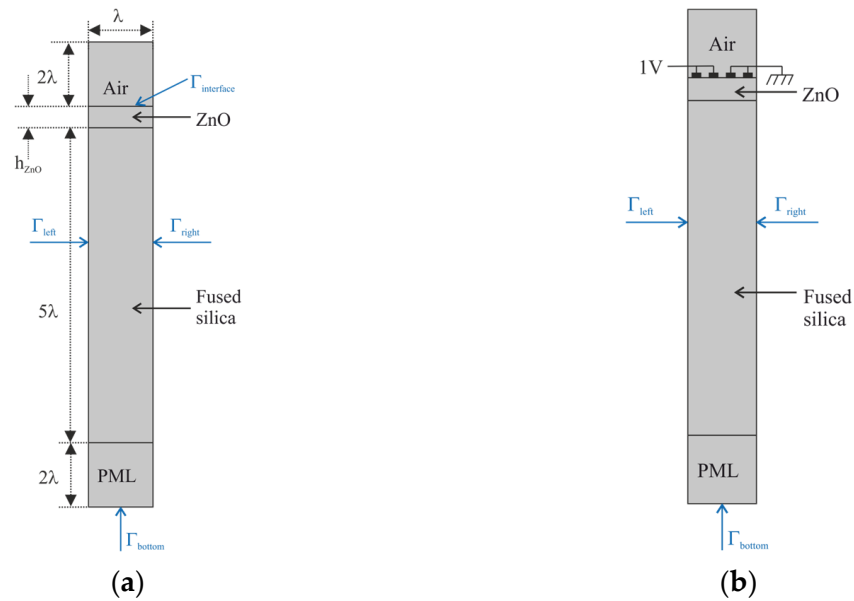 λ
2λ
Air
Γinterface
ZnO
hZnO
Γleft
Γright
5λ
Fused
silica
2λ
PML
Γbottom
(a)
Air
1V
ZnO
Γleft
Γright
Fused
silica
PML
Γbottom
(b)